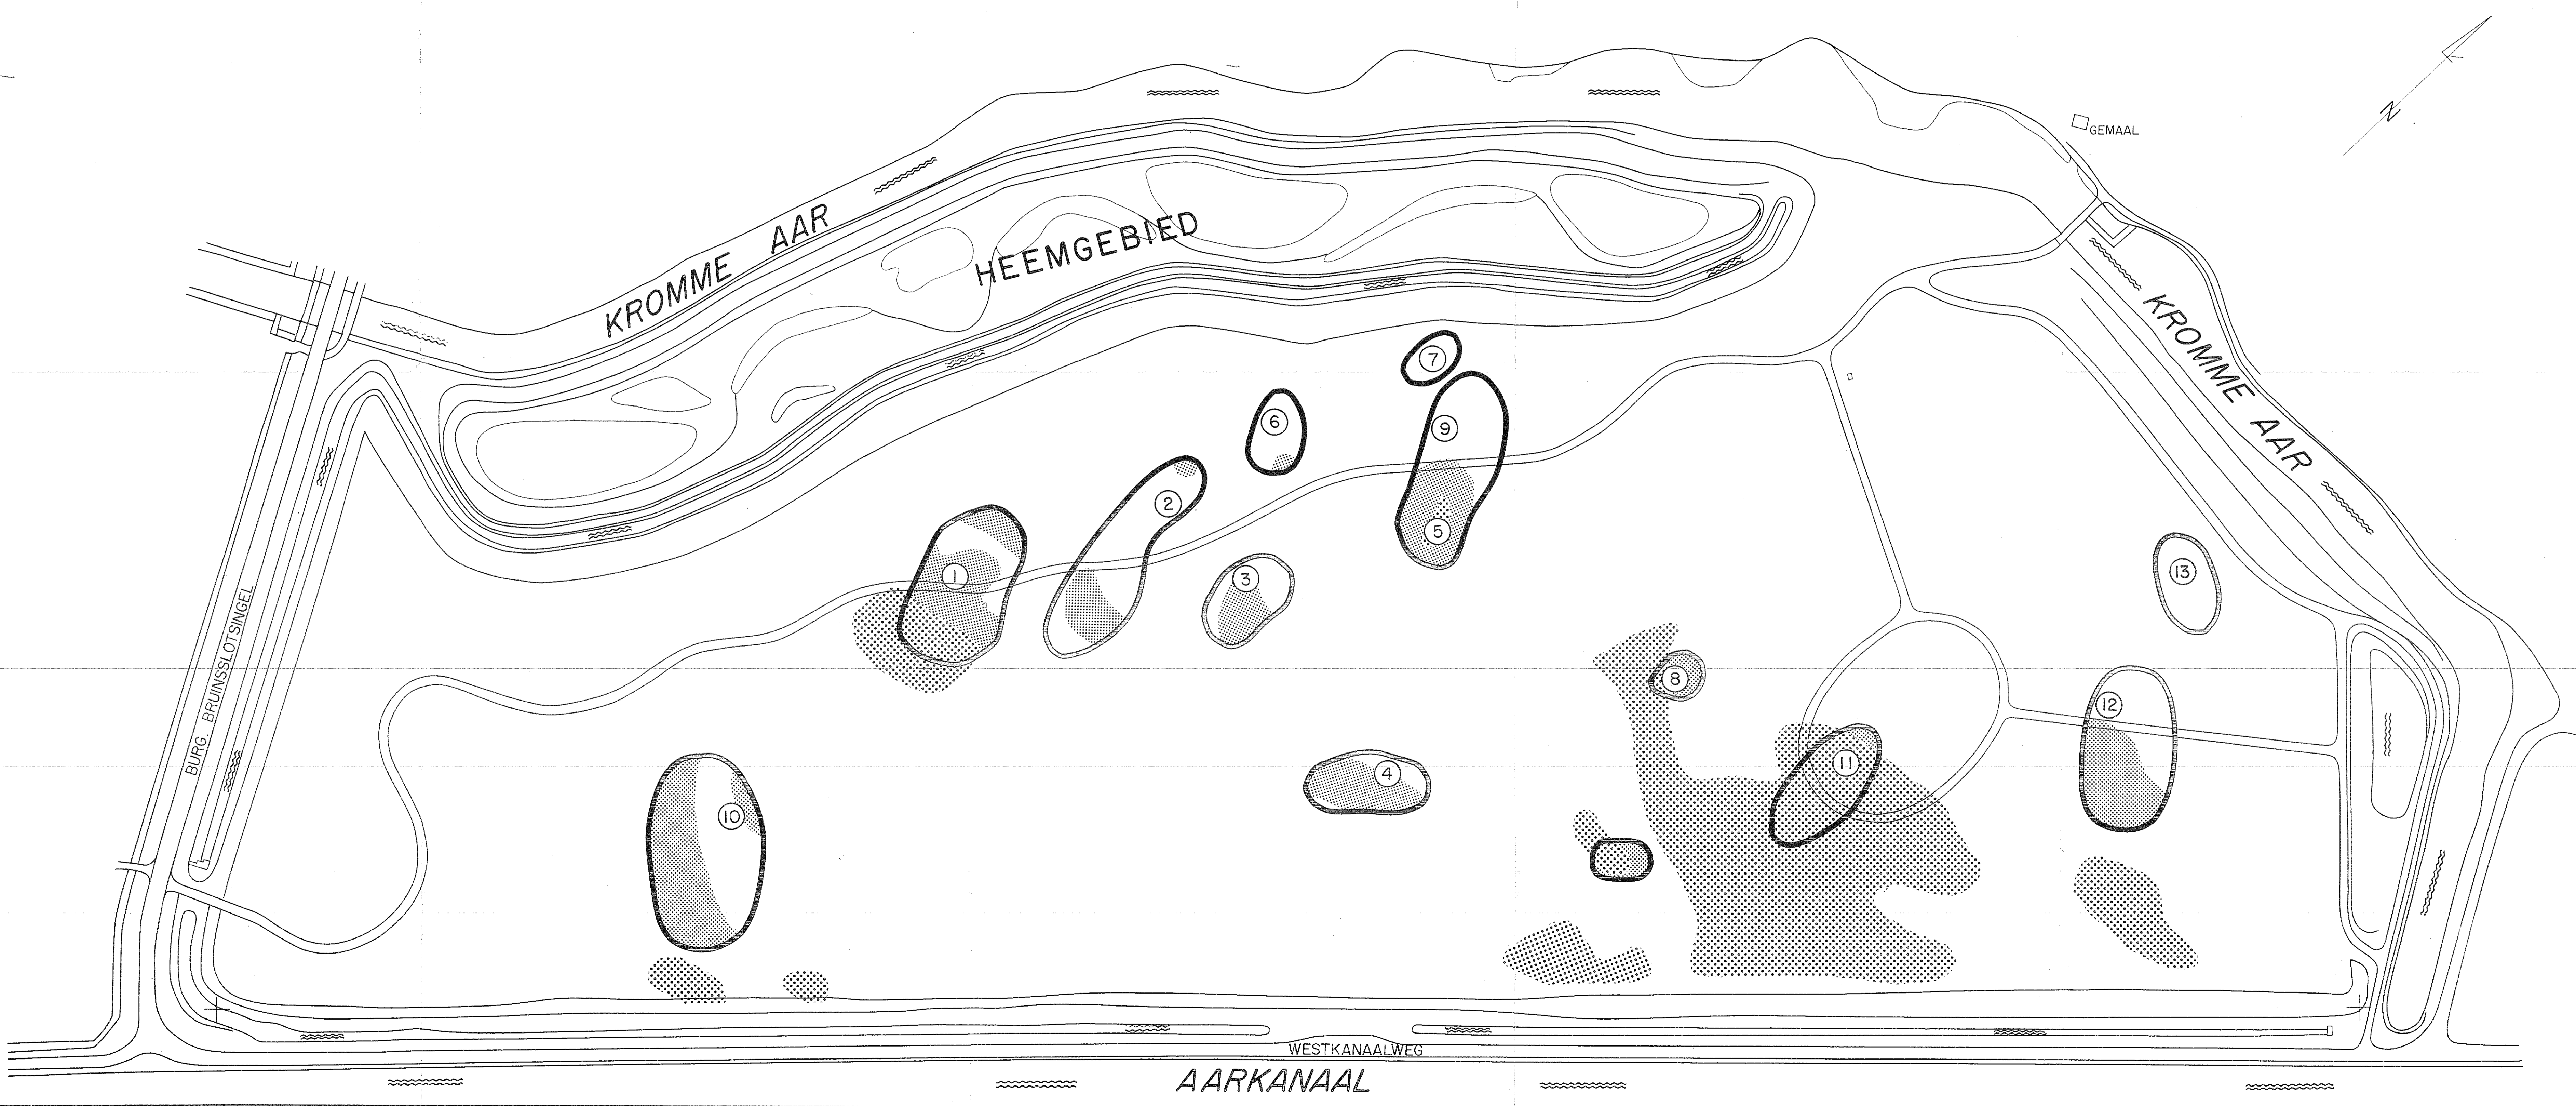 GEMAAL
N
KROMME AAR
HEEMGEBIED
KROMME AAR
7
6
9
2
5
1
3
13
8
12
11
4
10
BURG. BRUINSSLOTSINGEL
WESTKANAALWEG
AARKANAAL